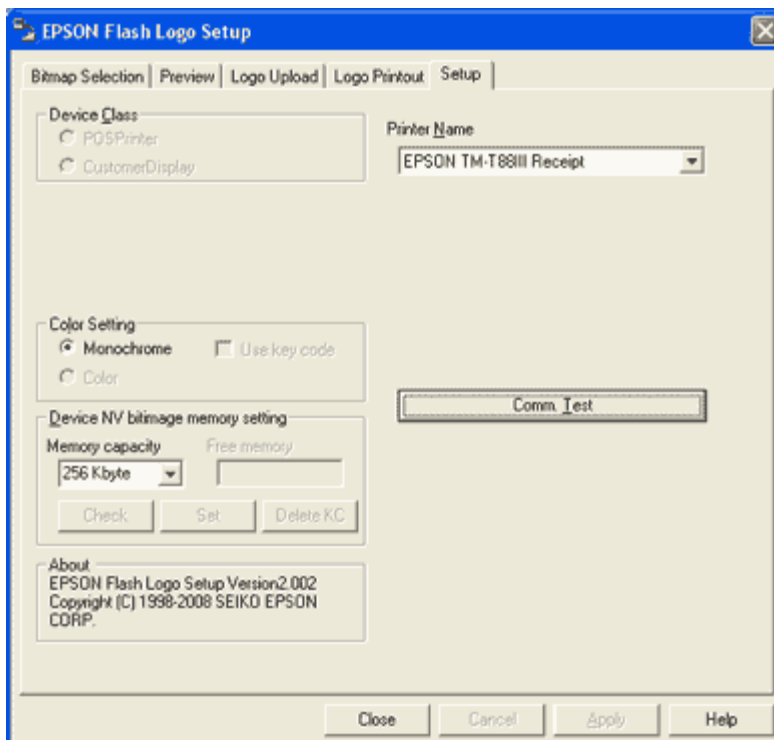 EPSON Flash Logo Setup
Bitmap Selection Preview Logo Upload Logo Printout Setup
Device Class
POSPrinter
CustomerDisplay
Printer Name
EPSON TM-T88III Receipt
Color Setting
Monochrome Use key code
Color
Comm. Test
Device NV bitimage memory setting
Memory capacity Free memory
256 Kbyte
Check Set Delete KC
About
EPSON Flash Logo Setup Version2.002
Copyright (C) 1998-2008 SEIKO EPSON
CORP.
Close Cancel Apply Help